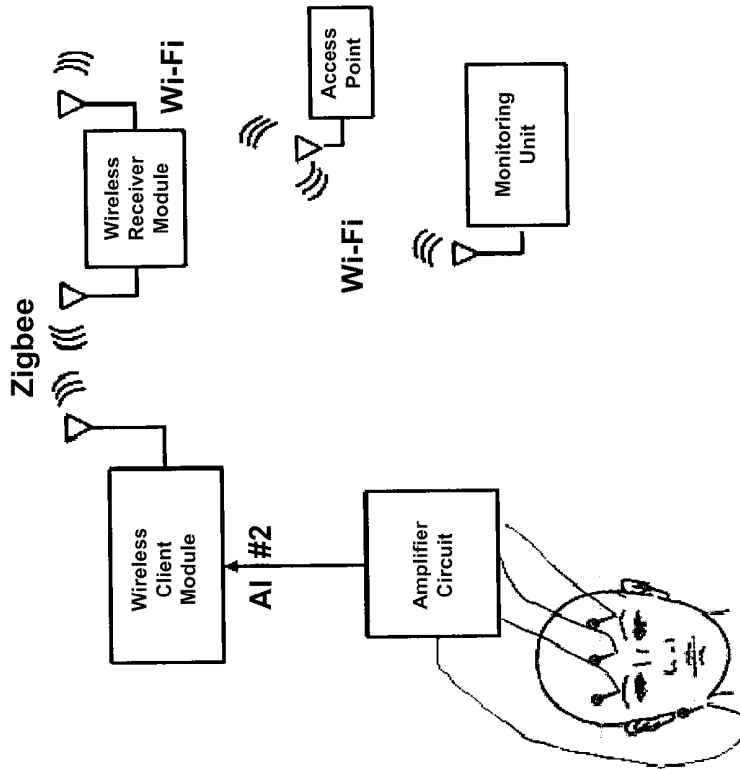 Zigbee
Wireless
Client
Module
Wireless
Receiver
Module
Wi-Fi
AI #2
Amplifier
Circuit
Wi-Fi
Access
Point
Monitoring
Unit